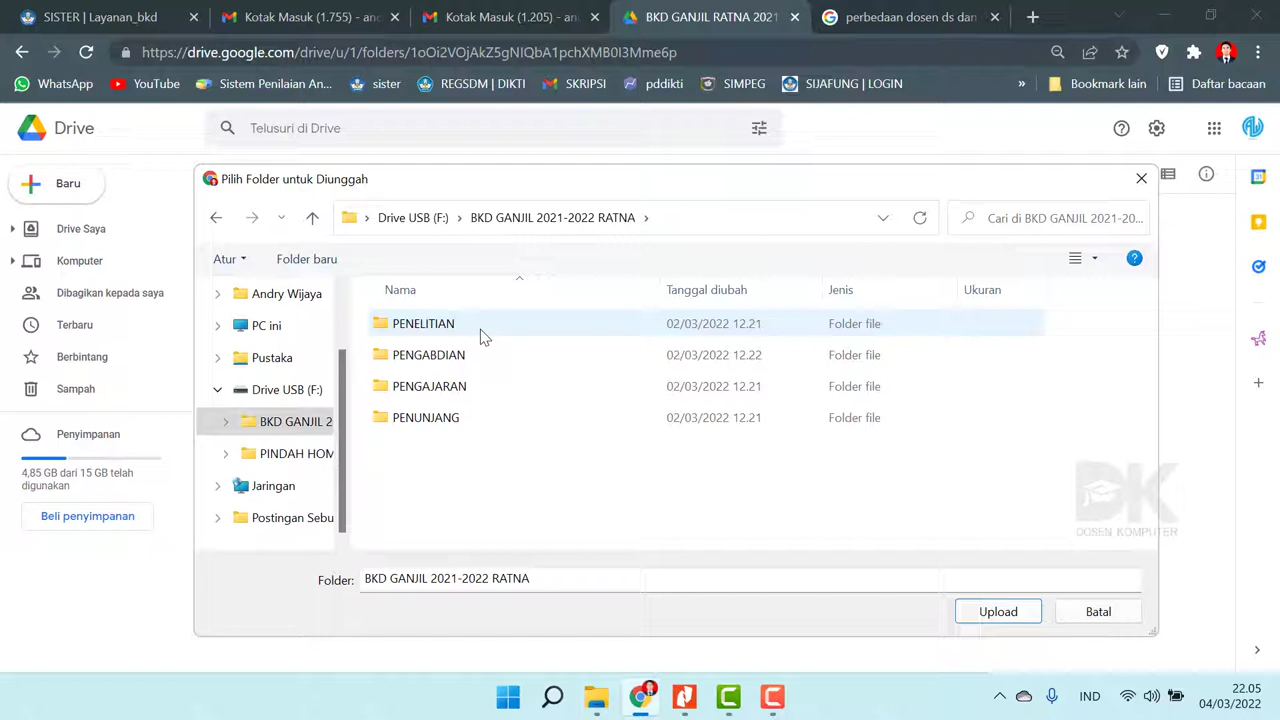 SISTER | Layanan_bkd
Kotak Masuk (1.755) - and
Kotak Masuk (1.205) - and
BKD GANJIL RATNA 2021
perbedaan dosen ds dan
https://drive.google.com/drive/u/1/folders/1oOi2VOjAkZ5gNIQbA1pchXMB0I3Mme6p
WhatsApp
YouTube
Sistem Penilaian An...
sister
REGSDM | DIKTI
SKRIPSI
pddikti
SIMPEG
SIJAFUNG | LOGIN
»
Bookmark lain
Daftar bacaan
Drive
Telusuri di Drive
Baru
Drive Saya
Komputer
Dibagikan kepada saya
Terbaru
Berbintang
Sampah
Penyimpanan
4,85 GB dari 15 GB telah
digunakan
Beli penyimpanan
Pilih Folder untuk Diunggah
Drive USB (F:) > BKD GANJIL 2021-2022 RATNA >
Cari di BKD GANJIL 2021-20...
Atur
Folder baru
Andry Wijaya
PC ini
Pustaka
Drive USB (F:)
BKD GANJIL 2
PINDAH HOM
Jaringan
Postingan Sebu
Nama Tanggal diubah Jenis Ukuran
PENELITIAN 02/03/2022 12.21 Folder file
PENGABDIAN 02/03/2022 12.22 Folder file
PENGAJARAN 02/03/2022 12.21 Folder file
PENUNJANG 02/03/2022 12.21 Folder file
DK
DOSEN KOMPUTER
Folder: BKD GANJIL 2021-2022 RATNA
Upload
Batal
IND
22.05
04/03/2022